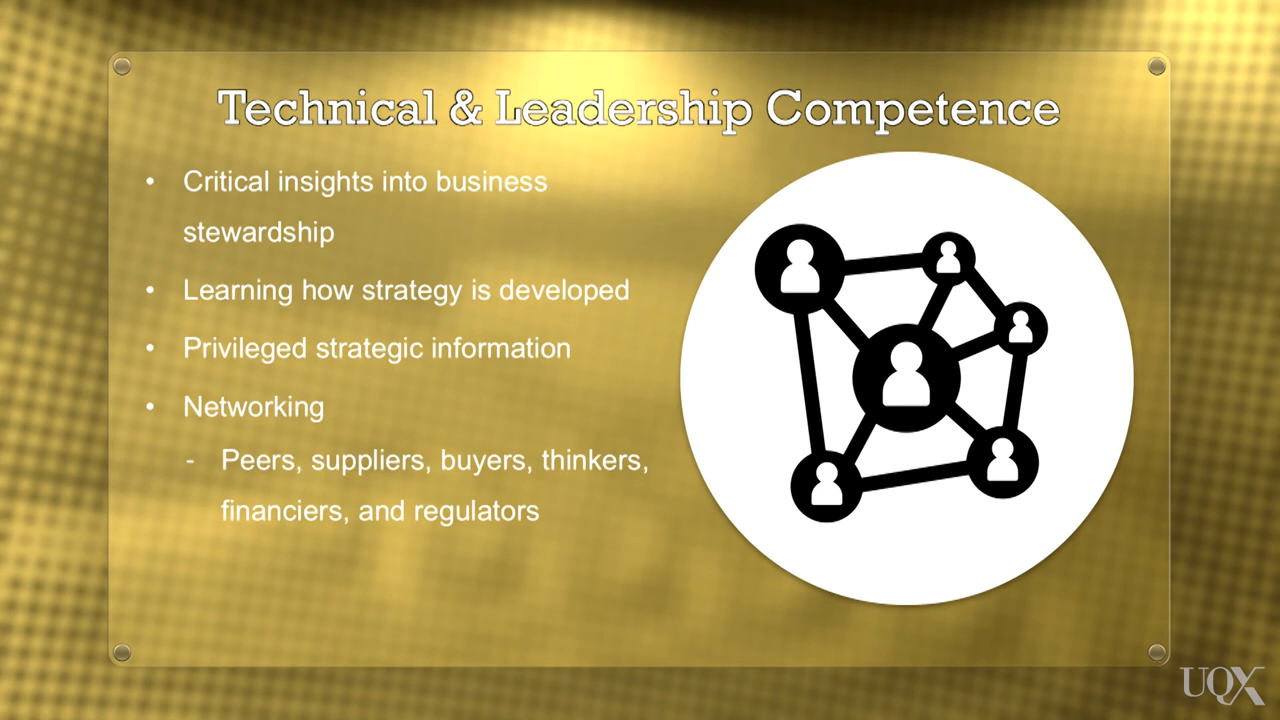 Technical & Leadership Competence
• Critical insights into business
stewardship
• Learning how strategy is developed
• Privileged strategic information
• Networking
- Peers, suppliers, buyers, thinkers,
financiers, and regulators
UQX